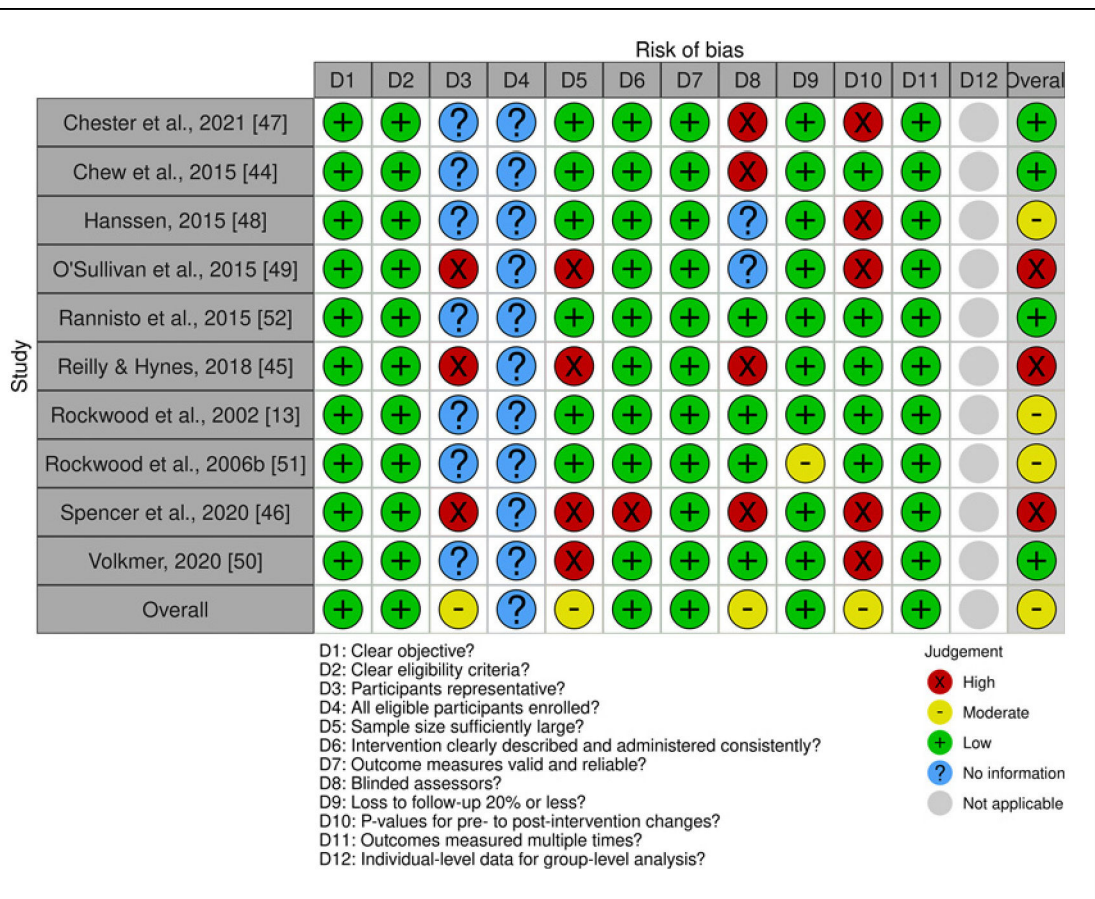 Risk of bias
D1 D2 D3 D4 D5 D6 D7 D8 D9 D10 D11 D12 Overal
Study
Chester et al., 2021 [47] + + ? ? + + + X + X + +
Chew et al., 2015 [44] + + ? ? + + + X + + + +
Hanssen, 2015 [48] + + ? ? + + + ? + X + -
O'Sullivan et al., 2015 [49] + + X ? X + + ? + X + X
Rannisto et al., 2015 [52] + + ? ? + + + + + + + +
Reilly & Hynes, 2018 [45] + + X ? X + + X + + + X
Rockwood et al., 2002 [13] + + ? ? + + + + + + + -
Rockwood et al., 2006b [51] + + ? ? + + + + - + + -
Spencer et al., 2020 [46] + + X ? X X + X + X + X
Volkmer, 2020 [50] + + ? ? X + + + + X + +
Overall + + - ? - + + - + - + -
D1: Clear objective?
D2: Clear eligibility criteria?
D3: Participants representative?
D4: All eligible participants enrolled?
D5: Sample size sufficiently large?
D6: Intervention clearly described and administered consistently?
D7: Outcome measures valid and reliable?
D8: Blinded assessors?
D9: Loss to follow-up 20% or less?
D10: P-values for pre- to post-intervention changes?
D11: Outcomes measured multiple times?
D12: Individual-level data for group-level analysis?
Judgement
X High
- Moderate
+ Low
? No information
Not applicable